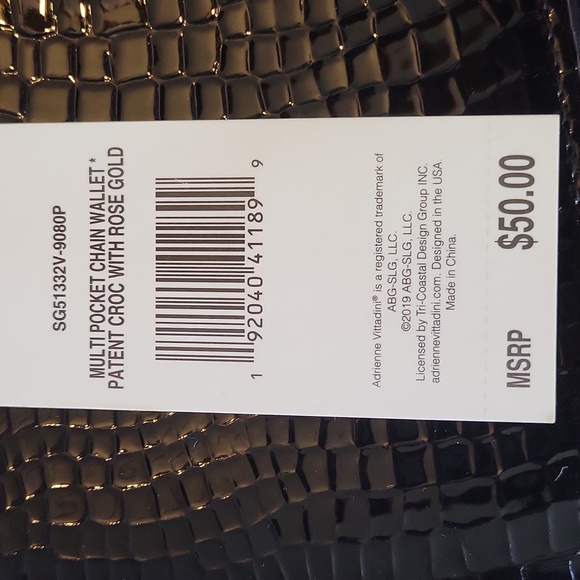 SG51332V-9080P
MULTI POCKET CHAIN WALLET *
PATENT CROC WITH ROSE GOLD
1 92040 41189 9
Adrienne Vittadini® is a registered trademark of
ABG-SLG, LLC.
©2019 ABG-SLG, LLC.
Licensed by Tri-Coastal Design Group INC.
adriennevittadini.com. Designed in the USA.
Made in China.
MSRP $50.00